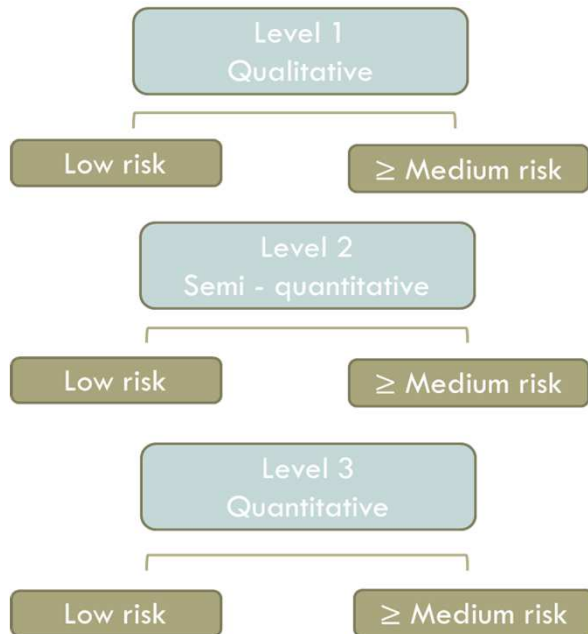 Level 1
Qualitative
Low risk
≥ Medium risk
Level 2
Semi - quantitative
Low risk
≥ Medium risk
Level 3
Quantitative
Low risk
≥ Medium risk